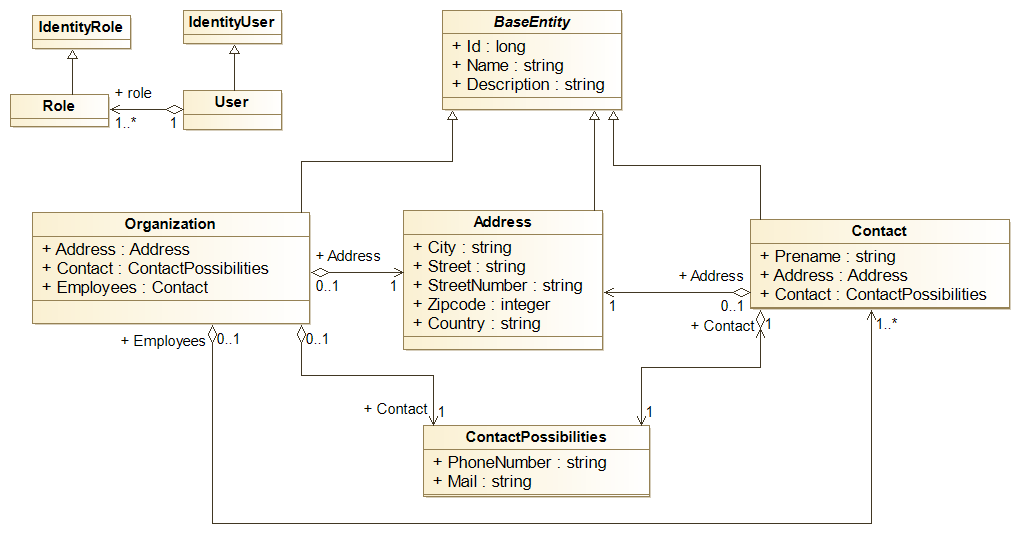 IdentityRole
IdentityUser
BaseEntity
+ Id : long
+ Name : string
+ Description : string
Role
+ role
1..*
1
User
Organization
+ Address : Address
+ Contact : ContactPossibilities
+ Employees : Contact
+ Address
0..1
1
Address
+ City : string
+ Street : string
+ StreetNumber : string
+ Zipcode : integer
+ Country : string
Contact
+ Prename : string
+ Address : Address
+ Contact : ContactPossibilities
+ Address
0..1
1
+ Contact
1
1..*
+ Employees
0..1
0..1
+ Contact
1
1
ContactPossibilities
+ PhoneNumber : string
+ Mail : string